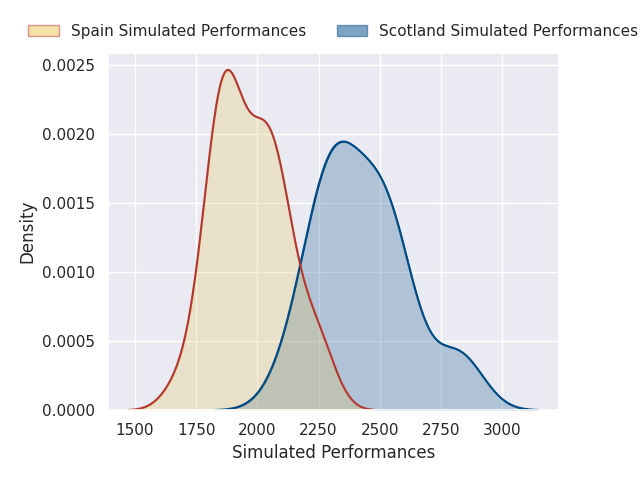 Spain Simulated Performances
Scotland Simulated Performances
Density
0.0025
0.0020
0.0015
0.0010
0.0005
0.0000
1500 1750 2000 2250 2500 2750 3000
Simulated Performances